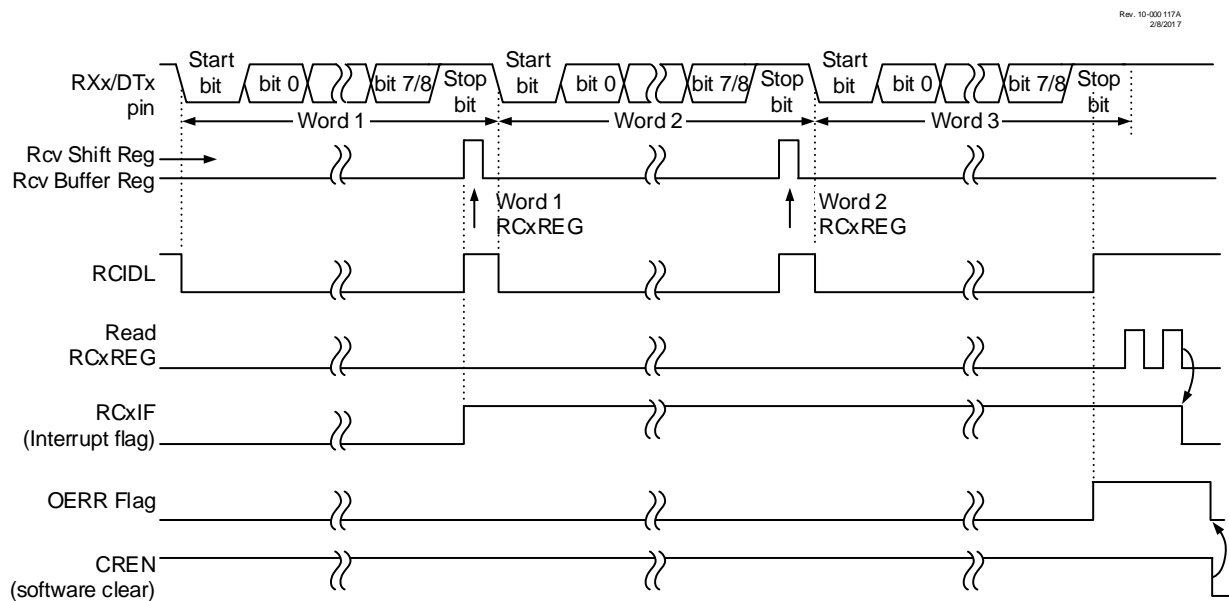 Rev. 10-000 117A
2/8/201 7
Start bit
bit 0
bit 7/8
Stop bit
Start bit
bit 0
bit 7/8
Stop bit
Start bit
bit 0
bit 7/8
Stop bit
RXx/DTx pin
Word 1
Word 2
Word 3
Rcv Shift Reg
Rcv Buffer Reg
Word 1
RCxREG
Word 2
RCxREG
RCIDL
Read
RCxREG
RCxIF
(Interrupt flag)
OERR Flag
CREN
(software clear)